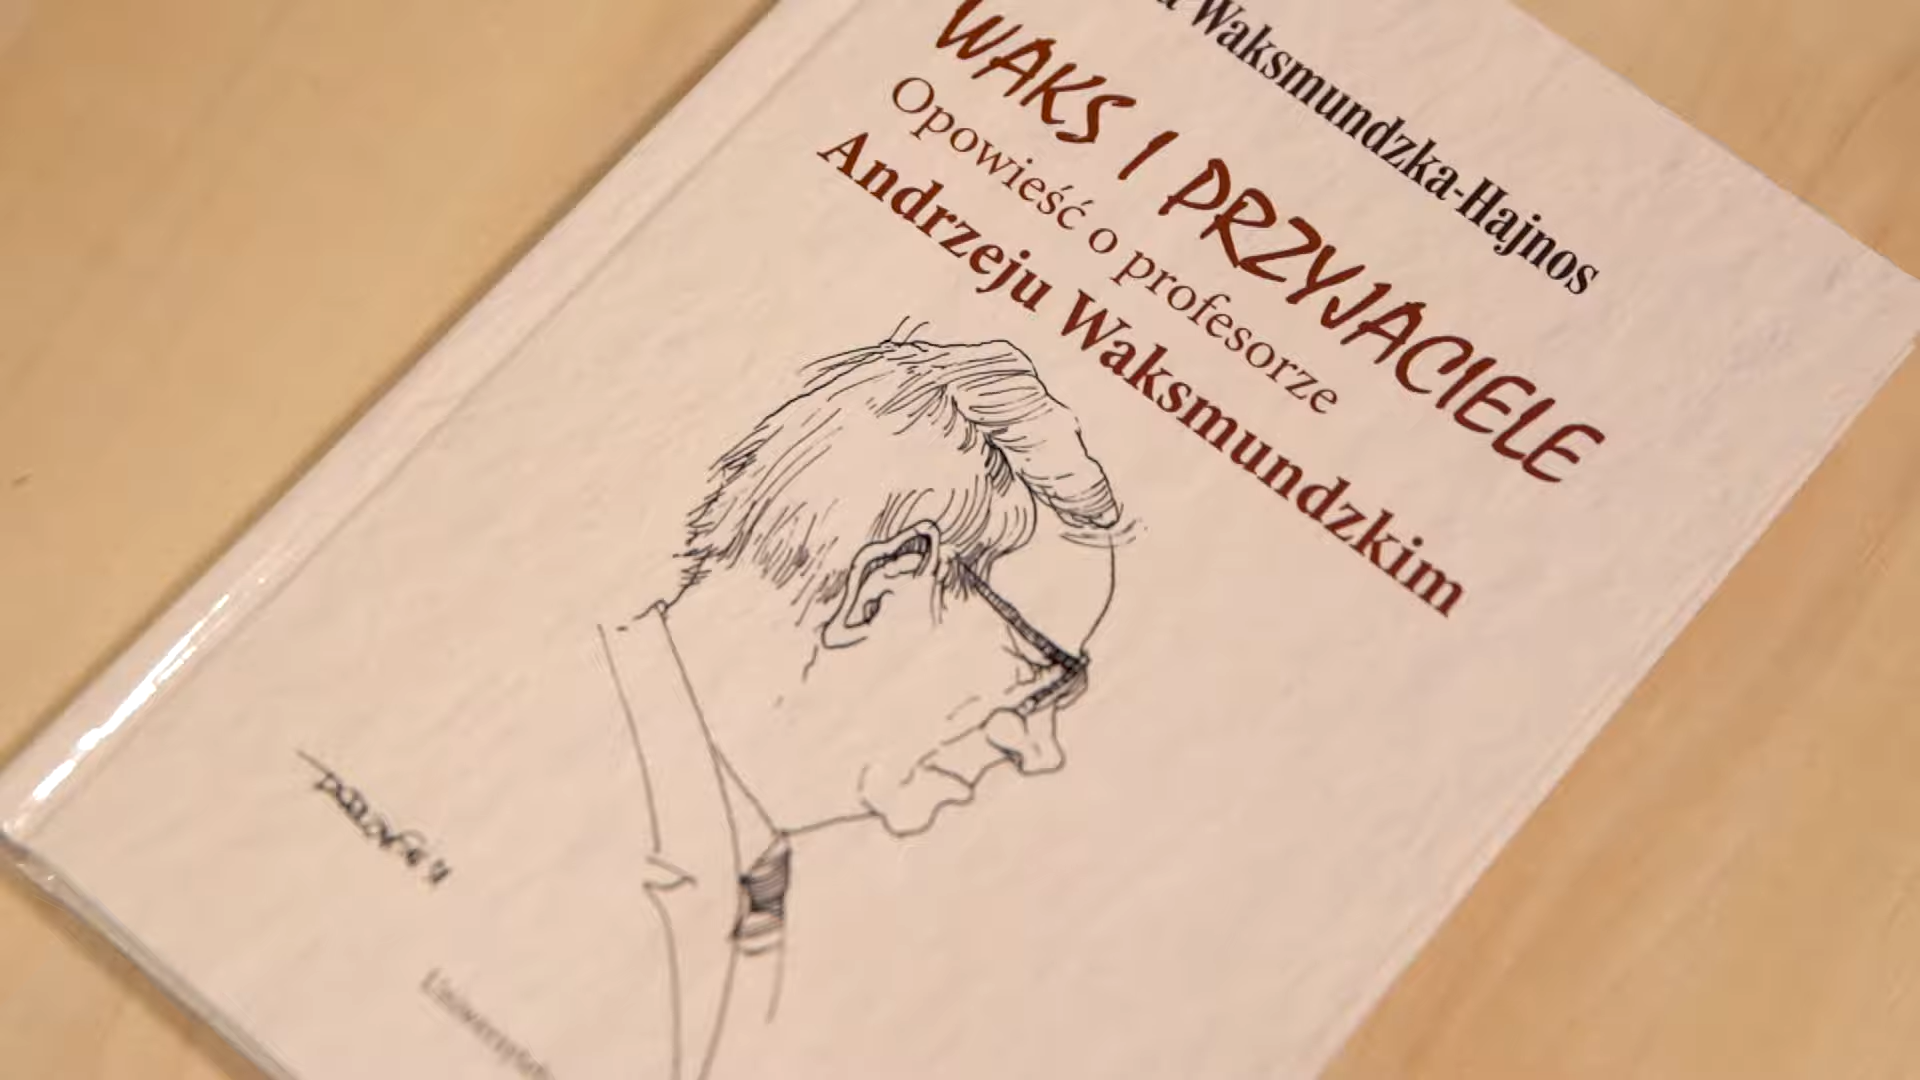 Waksmundzka-Hajnos
WAKS I PRZYJACIELE
Opowieść o profesorze
Andrzeju Waksmundzkim